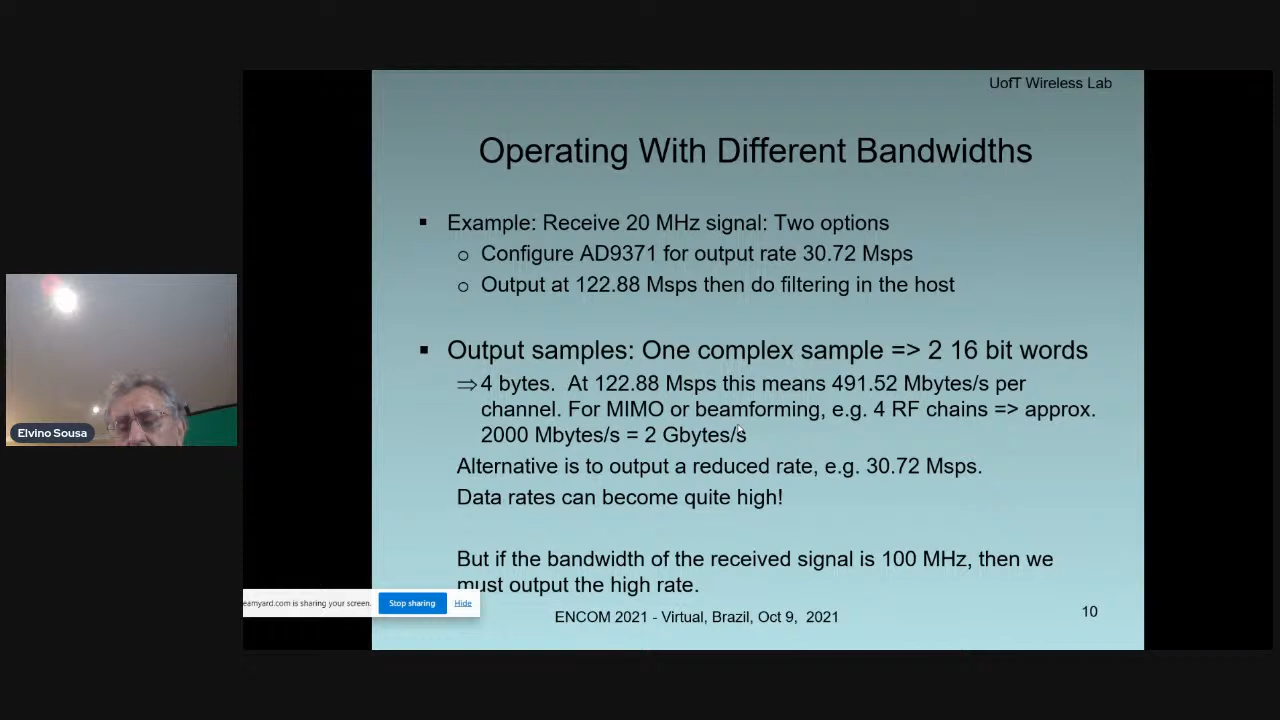 UofT Wireless Lab
Operating With Different Bandwidths
▪ Example: Receive 20 MHz signal: Two options
o Configure AD9371 for output rate 30.72 Msps
o Output at 122.88 Msps then do filtering in the host
▪ Output samples: One complex sample => 2 16 bit words
⇒ 4 bytes. At 122.88 Msps this means 491.52 Mbytes/s per
channel. For MIMO or beamforming, e.g. 4 RF chains => approx.
2000 Mbytes/s = 2 Gbytes/s
Alternative is to output a reduced rate, e.g. 30.72 Msps.
Data rates can become quite high!
But if the bandwidth of the received signal is 100 MHz, then we
must output the high rate.
eamyard.com is sharing your screen. Stop sharing Hide
ENCOM 2021 - Virtual, Brazil, Oct 9, 2021
10
Elvino Sousa